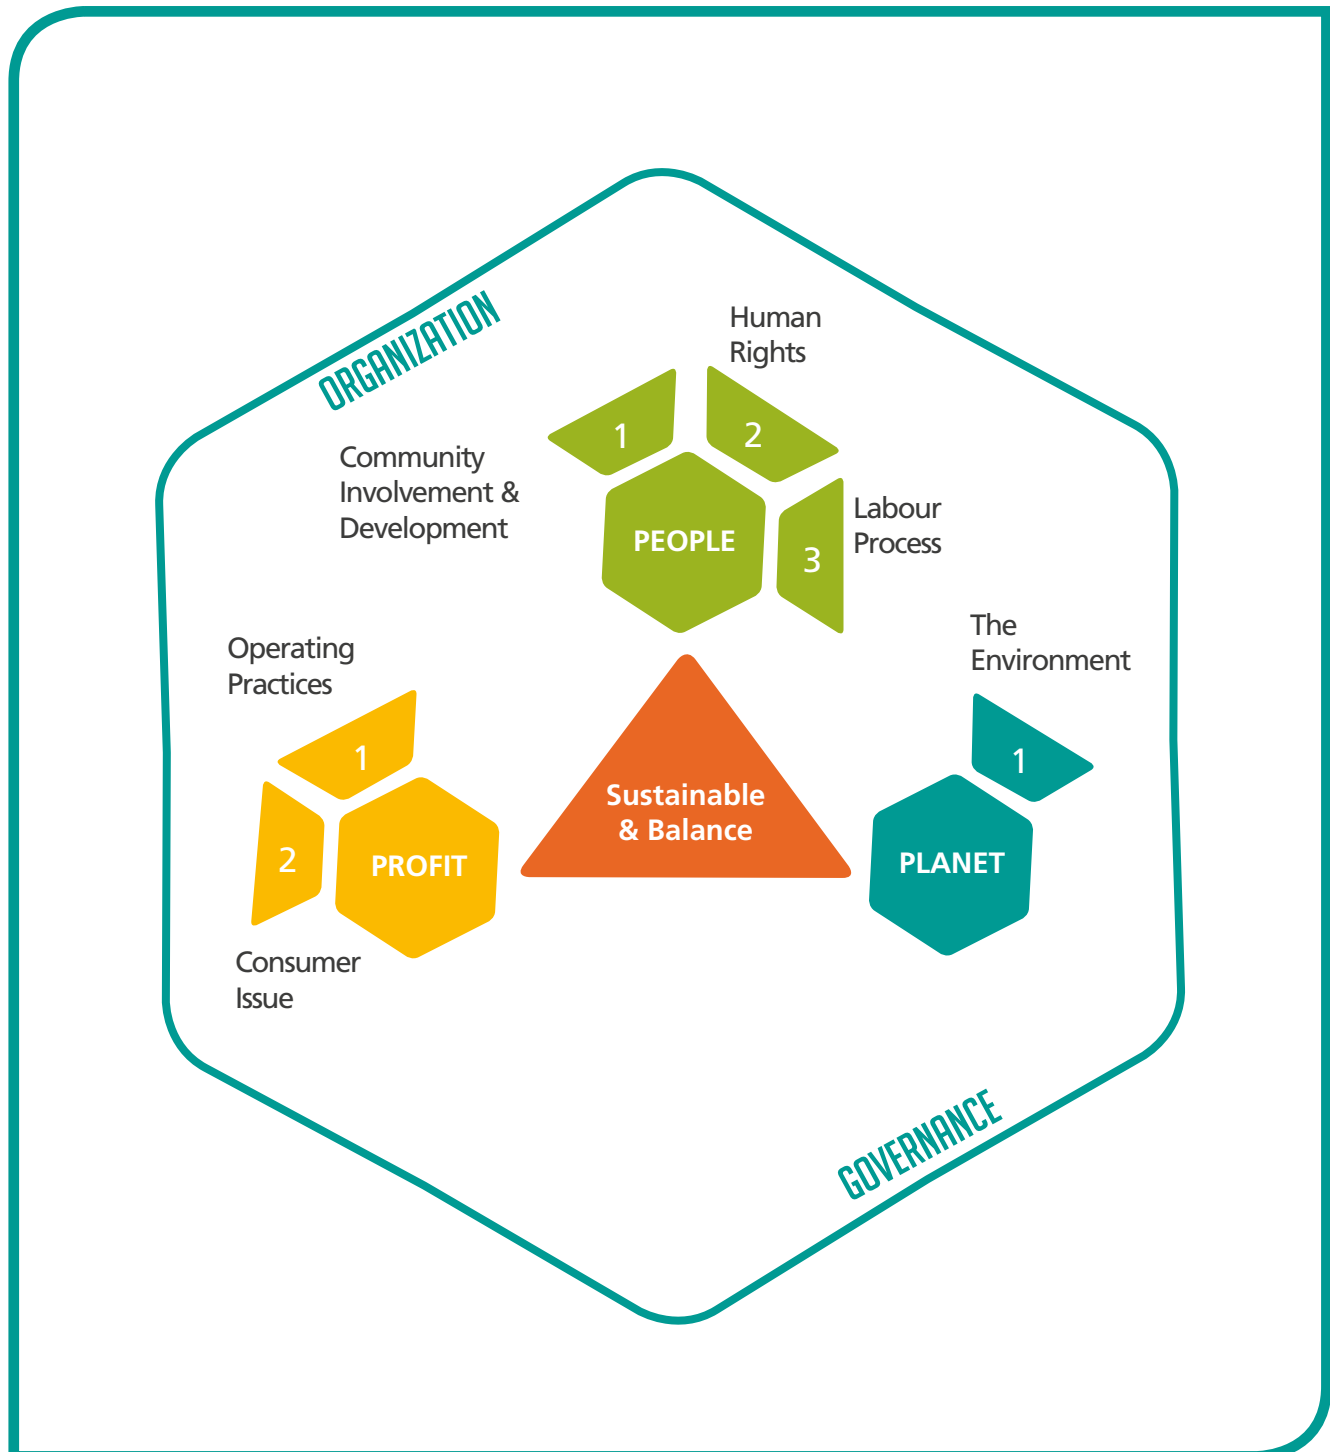 ORGANIZATION
Human
Rights
1
2
Community
Involvement &
Development
PEOPLE
3
Labour
Process
The
Environment
Operating
Practices
1
1
Sustainable
& Balance
2
PROFIT
PLANET
Consumer
Issue
GOVERNANCE